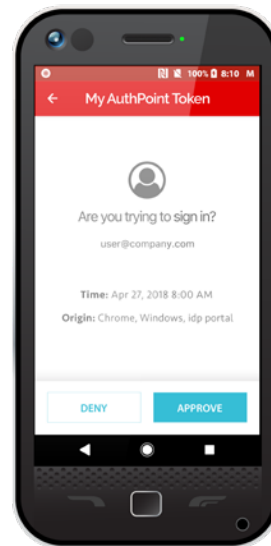 100% 8:10 M
My AuthPoint Token
Are you trying to sign in?
user@company.com
Time: Apr 27, 2018 8:00 AM
Origin: Chrome, Windows, idp portal
DENY APPROVE